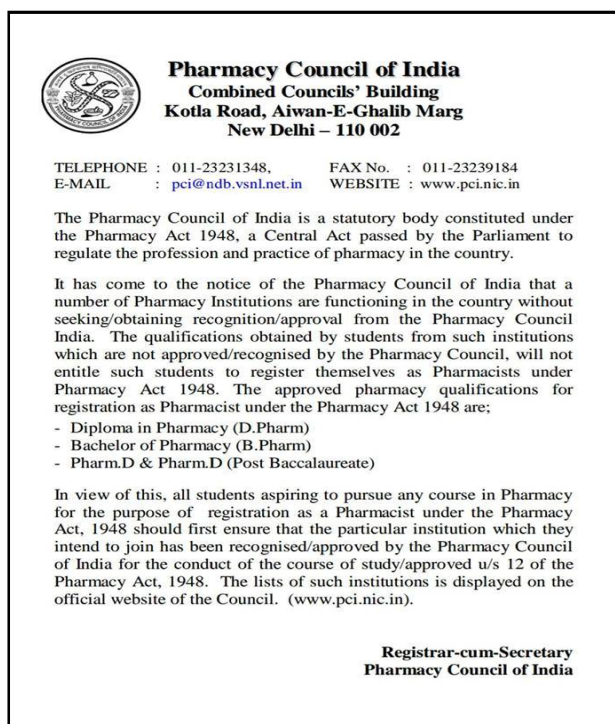 Pharmacy Council of India
Combined Councils' Building
Kotla Road, Aiwan-E-Ghalib Marg
New Delhi – 110 002
TELEPHONE : 011-23231348, FAX No. : 011-23239184
E-MAIL : pci@ndb.vsnl.net.in WEBSITE : www.pci.nic.in
The Pharmacy Council of India is a statutory body constituted under
the Pharmacy Act 1948, a Central Act passed by the Parliament to
regulate the profession and practice of pharmacy in the country.
It has come to the notice of the Pharmacy Council of India that a
number of Pharmacy Institutions are functioning in the country without
seeking/obtaining recognition/approval from the Pharmacy Council
India. The qualifications obtained by students from such institutions
which are not approved/recognised by the Pharmacy Council, will not
entitle such students to register themselves as Pharmacists under
Pharmacy Act 1948. The approved pharmacy qualifications for
registration as Pharmacist under the Pharmacy Act 1948 are;
- Diploma in Pharmacy (D.Pharm)
- Bachelor of Pharmacy (B.Pharm)
- Pharm.D & Pharm.D (Post Baccalaureate)
In view of this, all students aspiring to pursue any course in Pharmacy
for the purpose of registration as a Pharmacist under the Pharmacy
Act, 1948 should first ensure that the particular institution which they
intend to join has been recognised/approved by the Pharmacy Council
of India for the conduct of the course of study/approved u/s 12 of the
Pharmacy Act, 1948. The lists of such institutions is displayed on the
official website of the Council. (www.pci.nic.in).
Registrar-cum-Secretary
Pharmacy Council of India